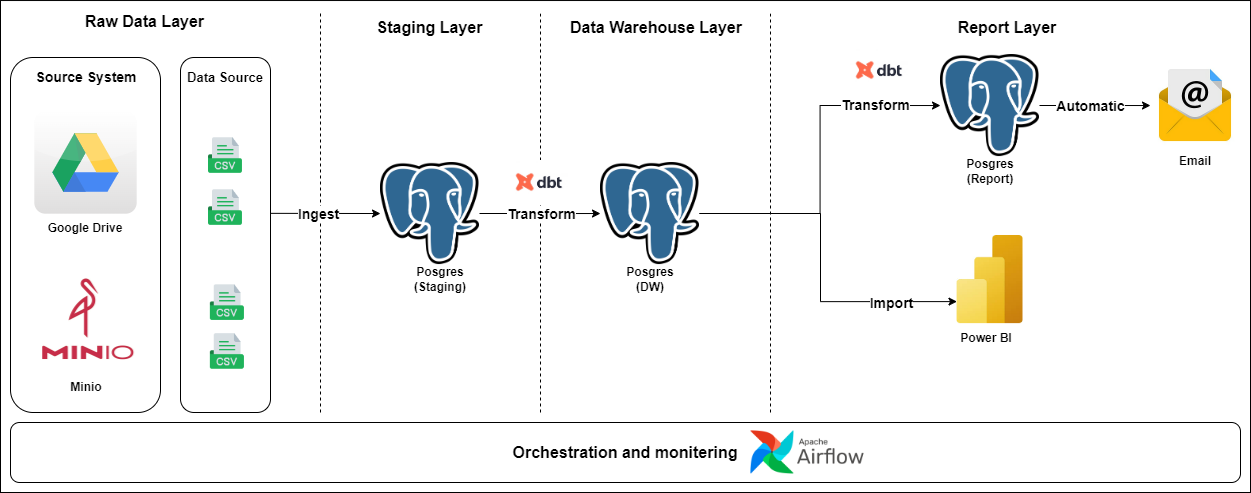 Raw Data Layer
Staging Layer
Data Warehouse Layer
Report Layer
Source System
Data Source
Google Drive
MINIO
Minio
CSV
CSV
CSV
CSV
Ingest
Posgres
(Staging)
dbt
Transform
Posgres
(DW)
dbt
Transform
Posgres
(Report)
Automatic
@
Email
Import
Power BI
Orchestration and monitoring
Apache
Airflow